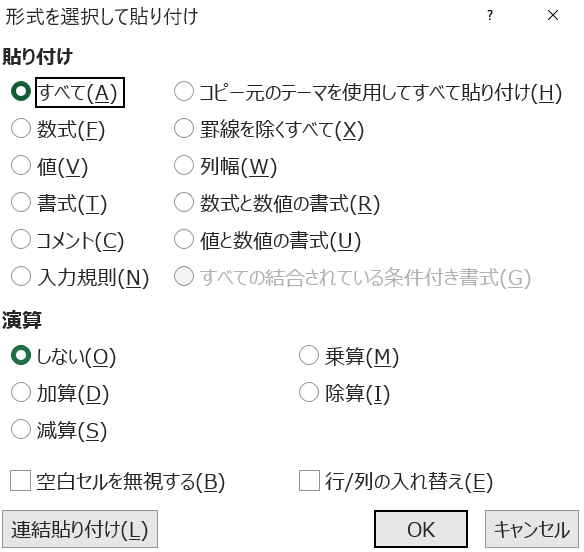 形式を選択して貼り付け ? ×
貼り付け
すべて(A) コピー元のテーマを使用してすべて貼り付け(H)
数式(F) 罫線を除くすべて(X)
値(V) 列幅(W)
書式(T) 数式と数値の書式(R)
コメント(C) 値と数値の書式(U)
入力規則(N) すべての結合されている条件付き書式(G)
演算
しない(O) 乗算(M)
加算(D) 除算(I)
減算(S)
空白セルを無視する(B) 行/列の入れ替え(E)
連結貼り付け(L) OK キャンセル